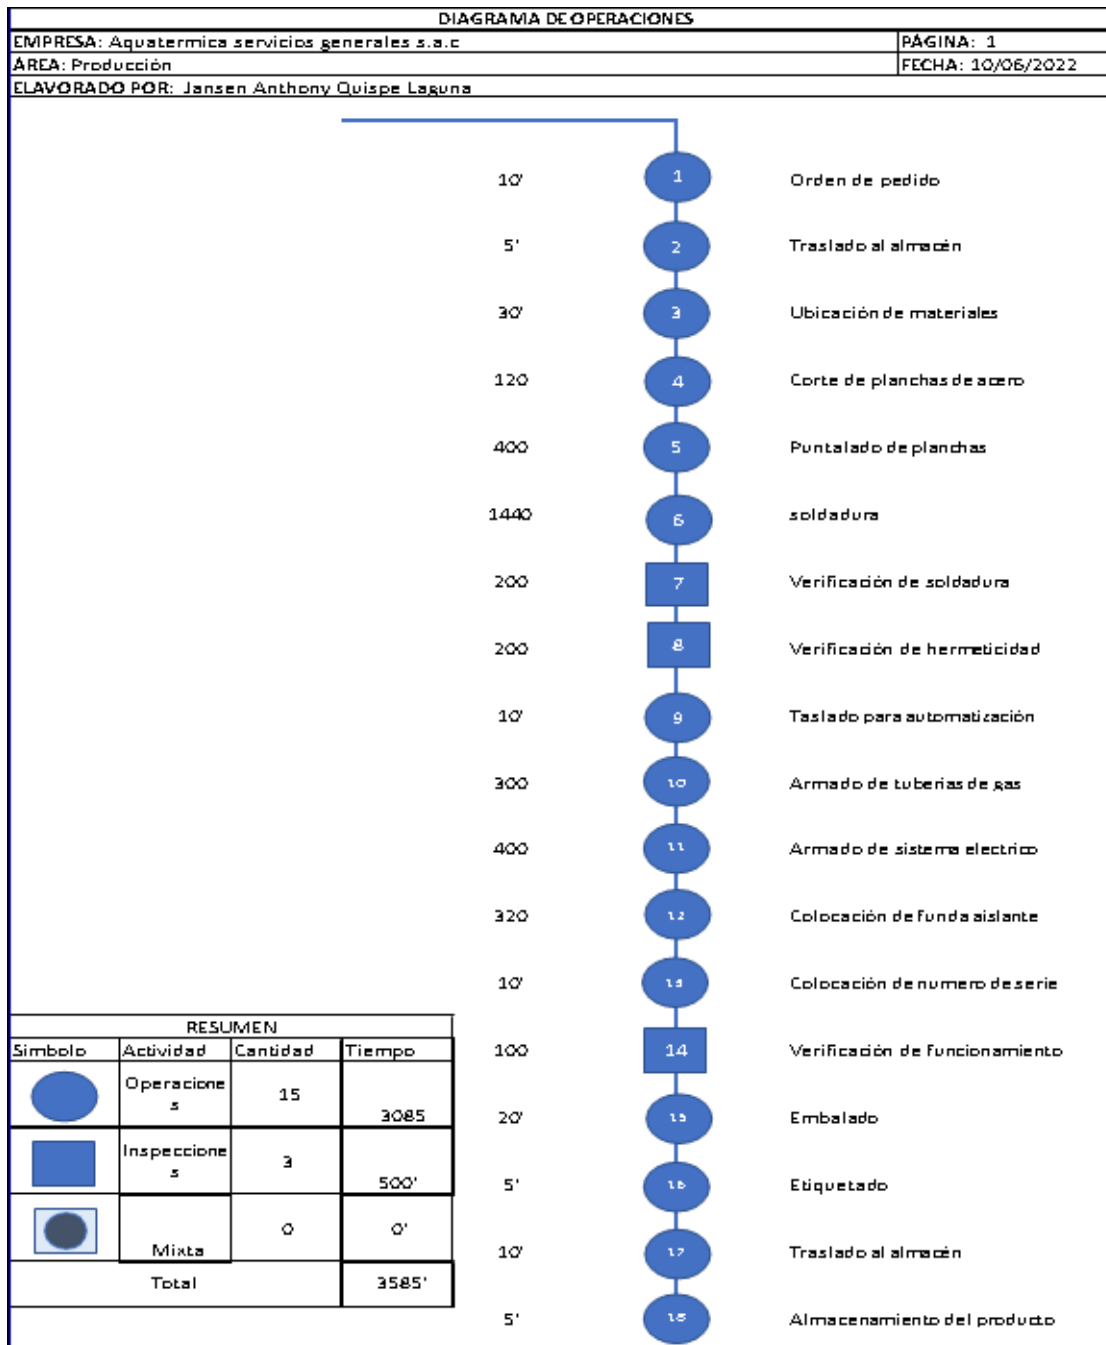 DIAGRAMA DE OPERACIONES
EMPRESA: Aquatermica servicios generales s.a.c PÁGINA: 1
ÁREA: Producción FECHA: 10/06/2022
ELAVORADO POR: Jansen Anthony Quispe Laguna
10' 1 Orden de pedido
5' 2 Traslado al almacén
30' 3 Ubicación de materiales
120 4 Corte de planchas de acero
400 5 Puntalado de planchas
1440 6 soldadura
200 7 Verificación de soldadura
200 8 Verificación de hermeticidad
10' 9 Taslado para automatización
300 10 Armado de tuberias de gas
400 11 Armado de sistema electrico
320 12 Colocación de funda aislante
10' 13 Colocación de numero de serie
100 14 Verificación de funcionamiento
20' 15 Embalado
5' 16 Etiquetado
10' 17 Traslado al almacén
5' 18 Almacenamiento del producto
RESUMEN
Simbolo Actividad Cantidad Tiempo
Operacione
s 15 3085
Inspeccione
s 3 500'
Mixta 0 0'
Total 3585'